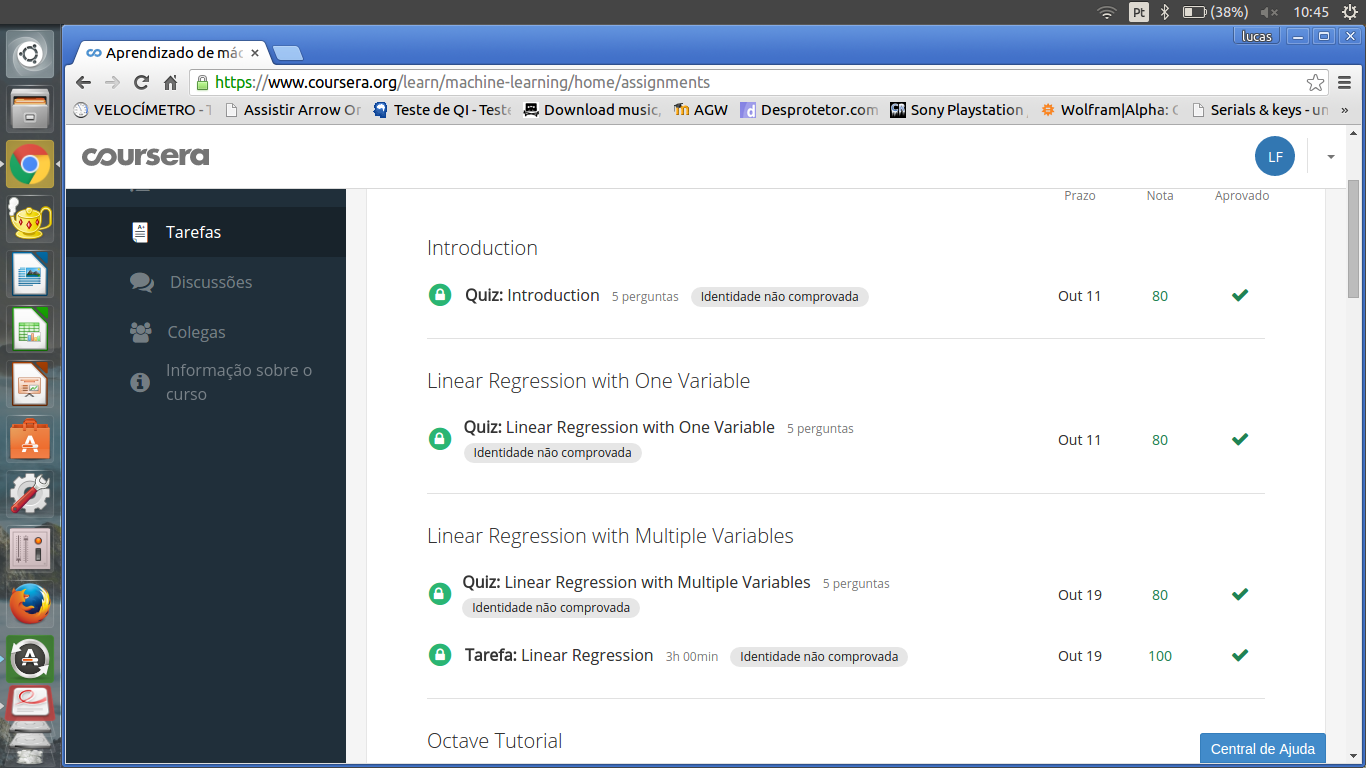 Pt (38%) 10:45
lucas
Aprendizado de mác
https://www.coursera.org/learn/machine-learning/home/assignments
VELOCÍMETRO - T Assistir Arrow Or Teste de QI - Teste Download music, AGW Desprotetor.com Sony Playstation Wolfram|Alpha: C Serials & keys - un »
coursera LF
Prazo Nota Aprovado
Tarefas
Discussões
Colegas
Informação sobre o
curso
Introduction
Quiz: Introduction 5 perguntas Identidade não comprovada Out 11 80
Linear Regression with One Variable
Quiz: Linear Regression with One Variable 5 perguntas
Identidade não comprovada
Out 11 80
Linear Regression with Multiple Variables
Quiz: Linear Regression with Multiple Variables 5 perguntas
Identidade não comprovada
Out 19 80
Tarefa: Linear Regression 3h 00min Identidade não comprovada Out 19 100
Octave Tutorial
Central de Ajuda